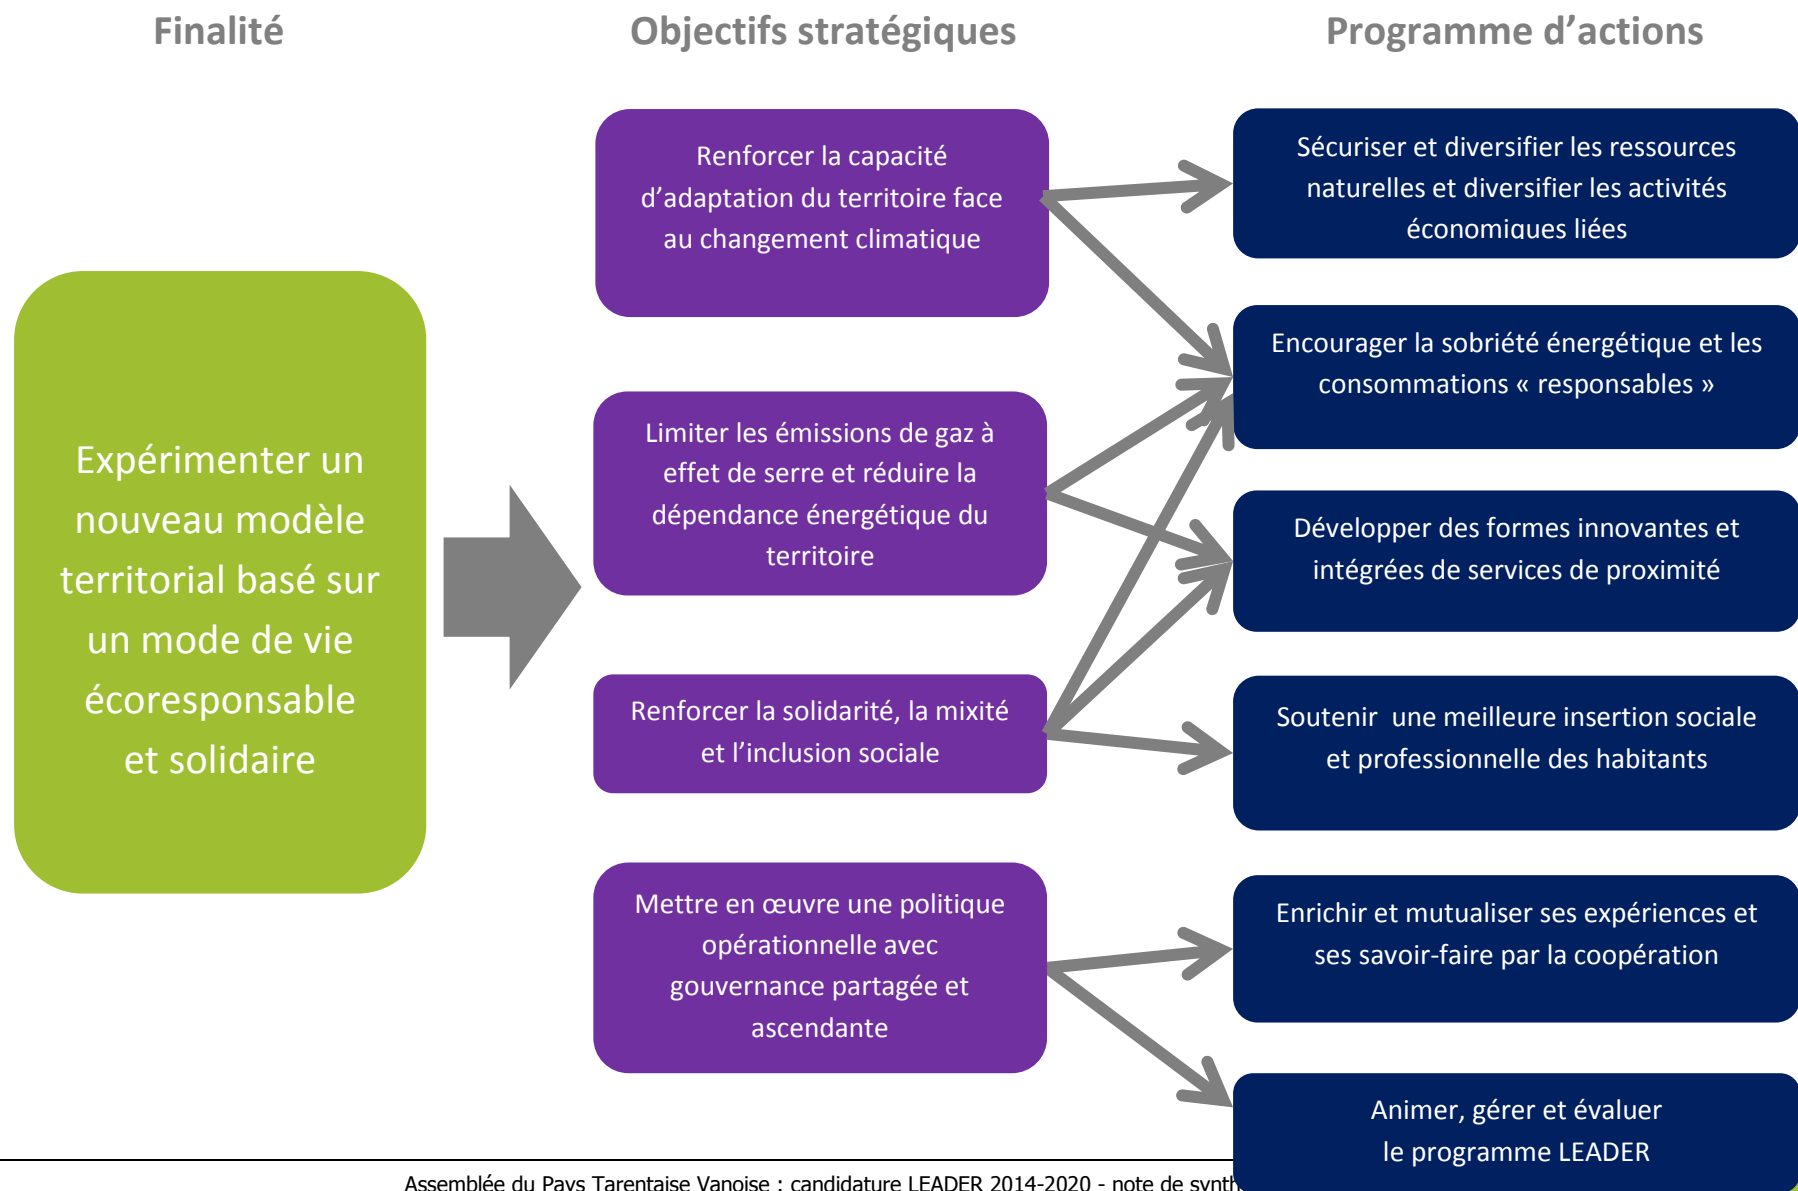 Finalité
Objectifs stratégiques
Programme d’actions
Expérimenter un
nouveau modèle
territorial basé sur
un mode de vie
écoresponsable
et solidaire
Renforcer la capacité
d’adaptation du territoire face
au changement climatique
Limiter les émissions de gaz à
effet de serre et réduire la
dépendance énergétique du
territoire
Renforcer la solidarité, la mixité
et l’inclusion sociale
Mettre en œuvre une politique
opérationnelle avec
gouvernance partagée et
ascendante
Sécuriser et diversifier les ressources
naturelles et diversifier les activités
économiques liées
Encourager la sobriété énergétique et les
consommations « responsables »
Développer des formes innovantes et
intégrées de services de proximité
Soutenir une meilleure insertion sociale
et professionnelle des habitants
Enrichir et mutualiser ses expériences et
ses savoir-faire par la coopération
Animer, gérer et évaluer
le programme LEADER
Assemblée du Pays Tarentaise Vanoise : candidature LEADER 2014-2020 - note de synth